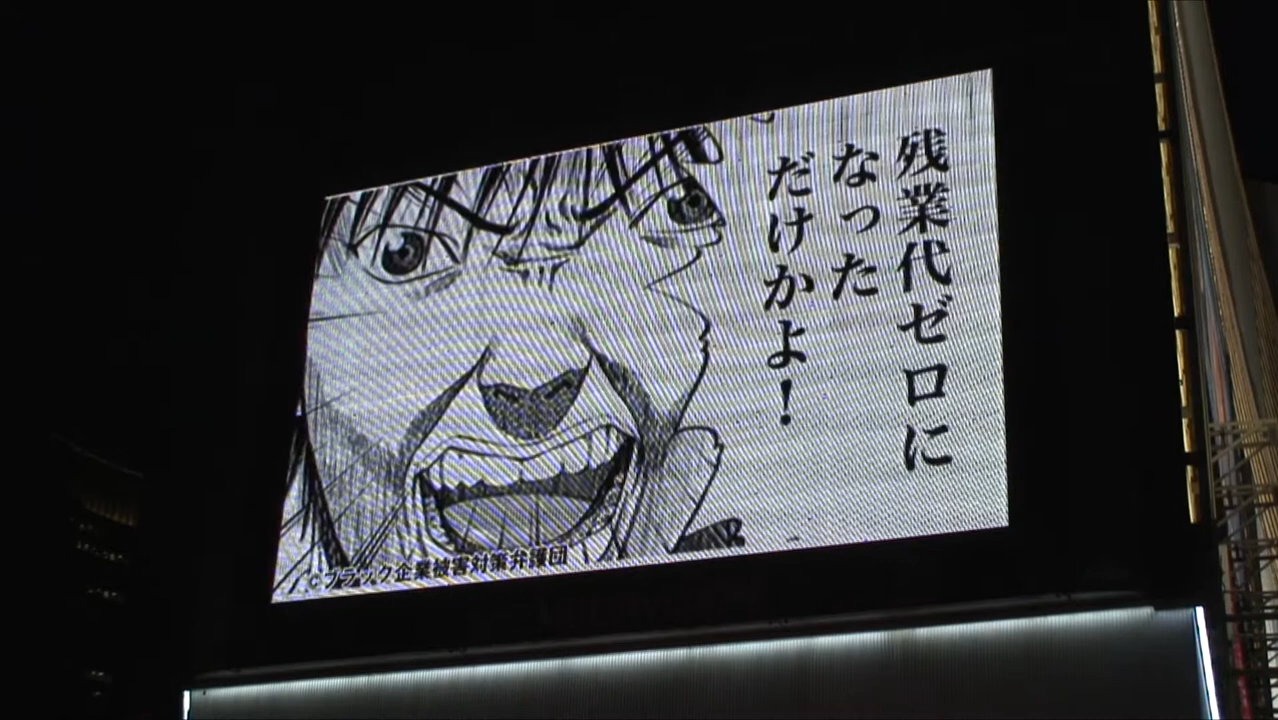 残業代ゼロに
なった
だけかよ！
©ブラック企業被害対策弁護団